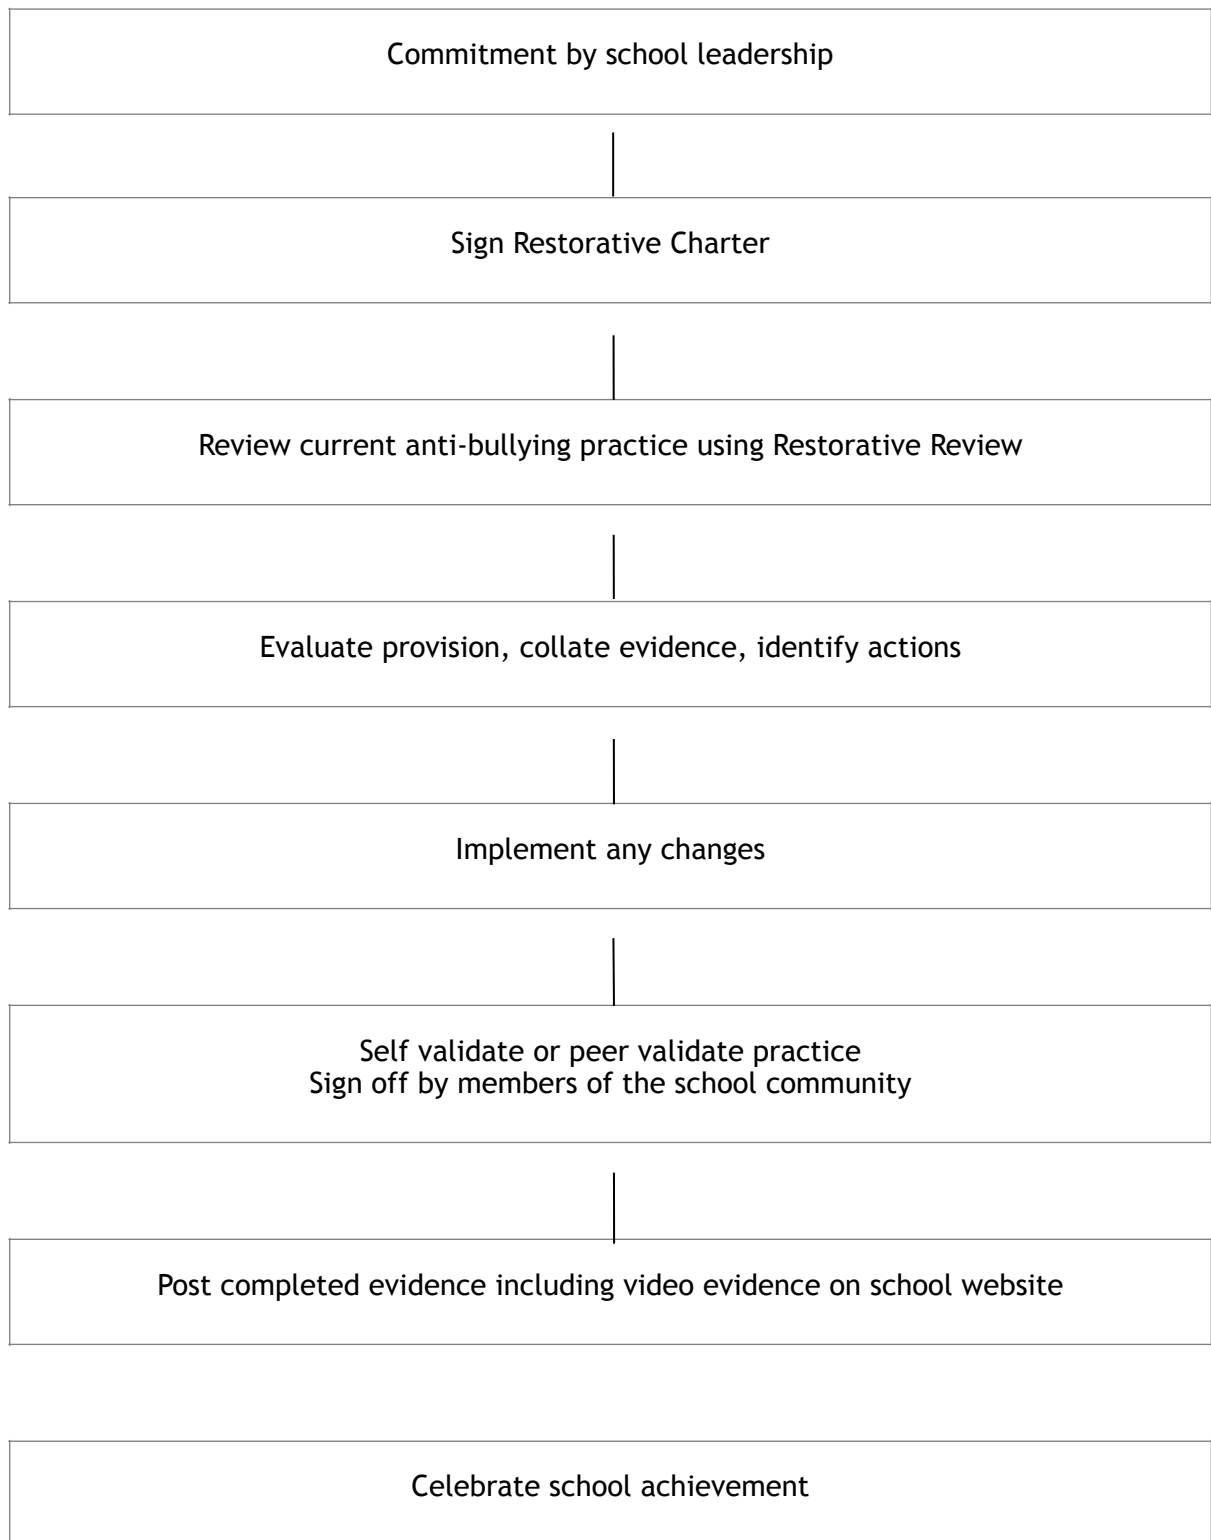 Commitment by school leadership
Sign Restorative Charter
Review current anti-bullying practice using Restorative Review
Evaluate provision, collate evidence, identify actions
Implement any changes
Self validate or peer validate practice
Sign off by members of the school community
Post completed evidence including video evidence on school website
Celebrate school achievement